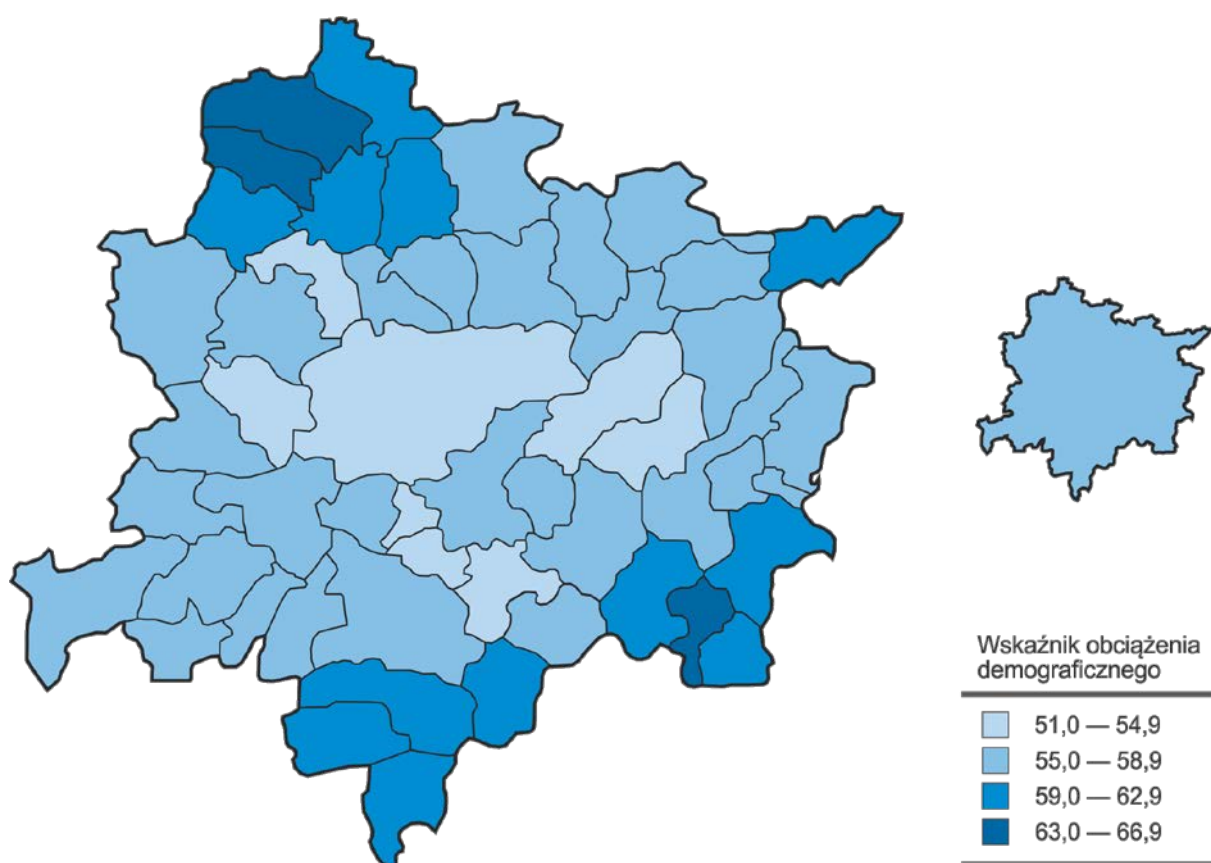 Wskaźnik obciążenia
demograficznego
51,0 — 54,9
55,0 — 58,9
59,0 — 62,9
63,0 — 66,9